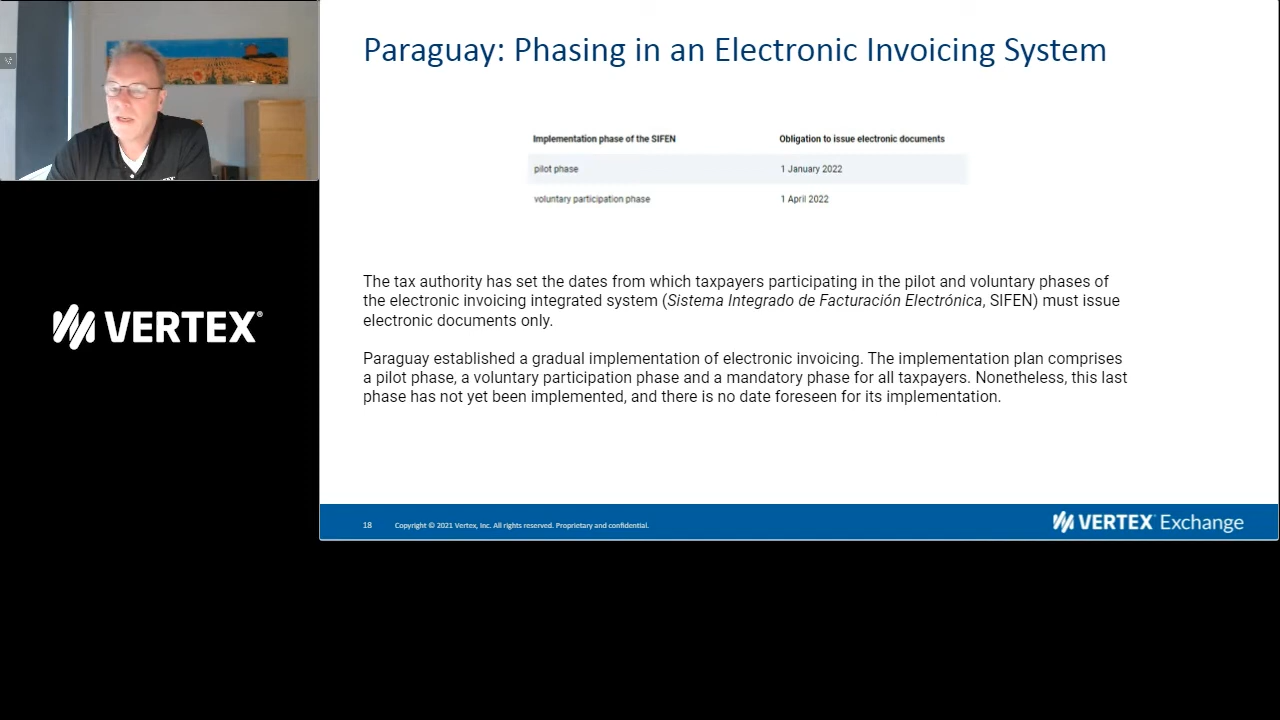 Paraguay: Phasing in an Electronic Invoicing System
Implementation phase of the SIFEN Obligation to issue electronic documents
pilot phase 1 January 2022
voluntary participation phase 1 April 2022
The tax authority has set the dates from which taxpayers participating in the pilot and voluntary phases of
the electronic invoicing integrated system (Sistema Integrado de Facturación Electrónica, SIFEN) must issue
electronic documents only.
Paraguay established a gradual implementation of electronic invoicing. The implementation plan comprises
a pilot phase, a voluntary participation phase and a mandatory phase for all taxpayers. Nonetheless, this last
phase has not yet been implemented, and there is no date foreseen for its implementation.
VERTEX®
18 Copyright © 2021 Vertex, Inc. All rights reserved. Proprietary and confidential.
VERTEX Exchange